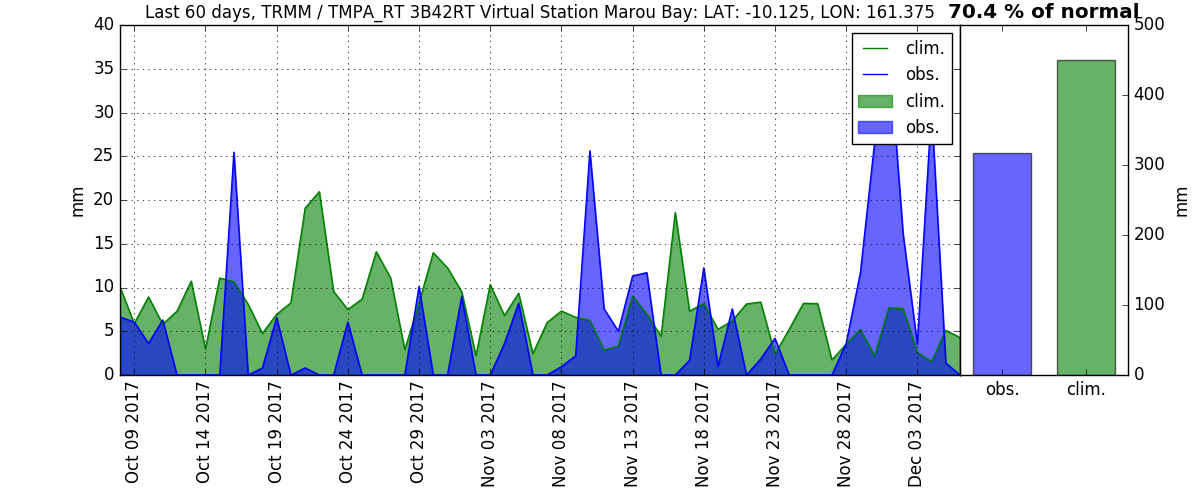 Last 60 days, TRMM / TMPA_RT 3B42RT Virtual Station Marou Bay: LAT: -10.125, LON: 161.375 70.4 % of normal
40
35
30
25
20
15
10
5
0
mm
clim.
obs.
clim.
obs.
Oct 09 2017
Oct 14 2017
Oct 19 2017
Oct 24 2017
Oct 29 2017
Nov 03 2017
Nov 08 2017
Nov 13 2017
Nov 18 2017
Nov 23 2017
Nov 28 2017
Dec 03 2017
500
400
300
200
100
0
mm
obs.
clim.